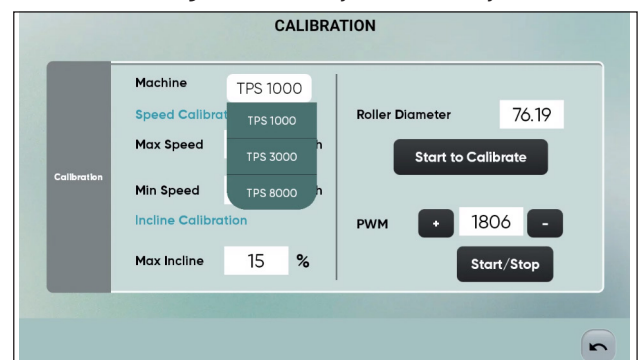 CALIBRATION
Calibration
Machine TPS 1000
Speed Calibrat
TPS 1000
Max Speed h
TPS 3000
Min Speed h
TPS 8000
Incline Calibration
Max Incline 15 %
Roller Diameter 76.19
Start to Calibrate
PWM + 1806 -
Start/Stop